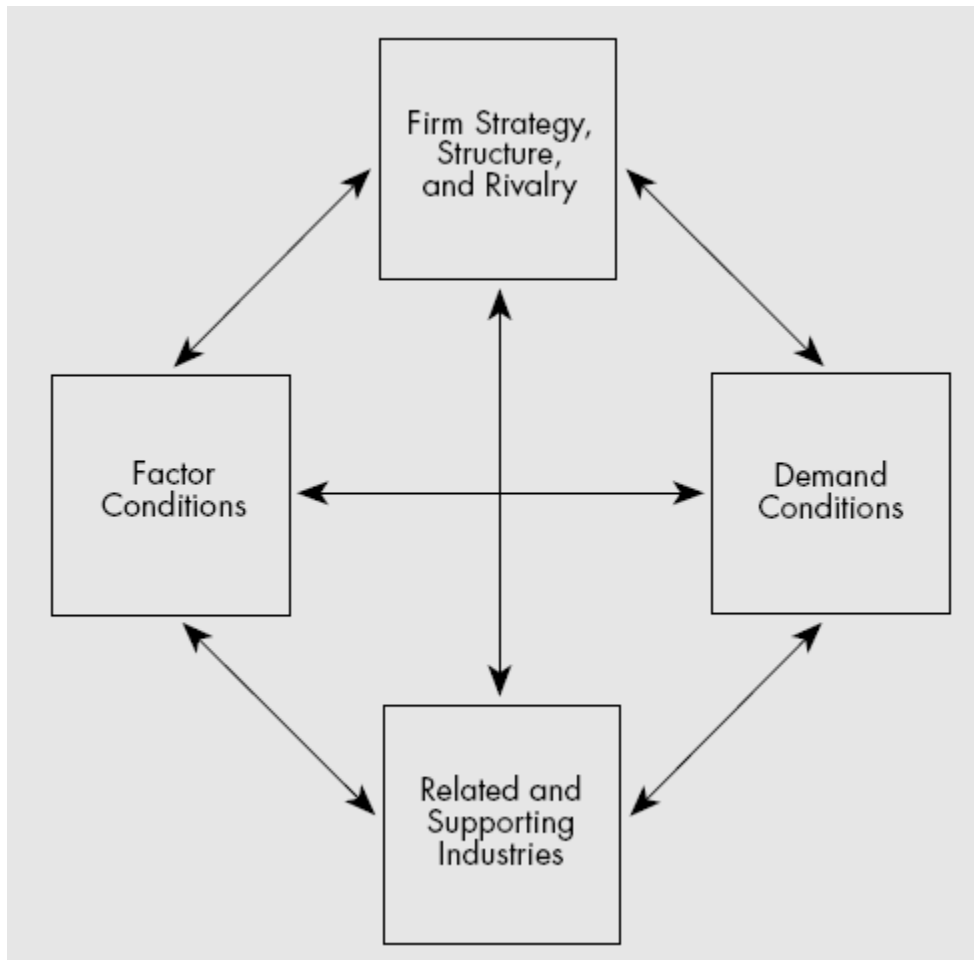 Firm Strategy,
Structure,
and Rivalry
Factor
Conditions
Demand
Conditions
Related and
Supporting
Industries